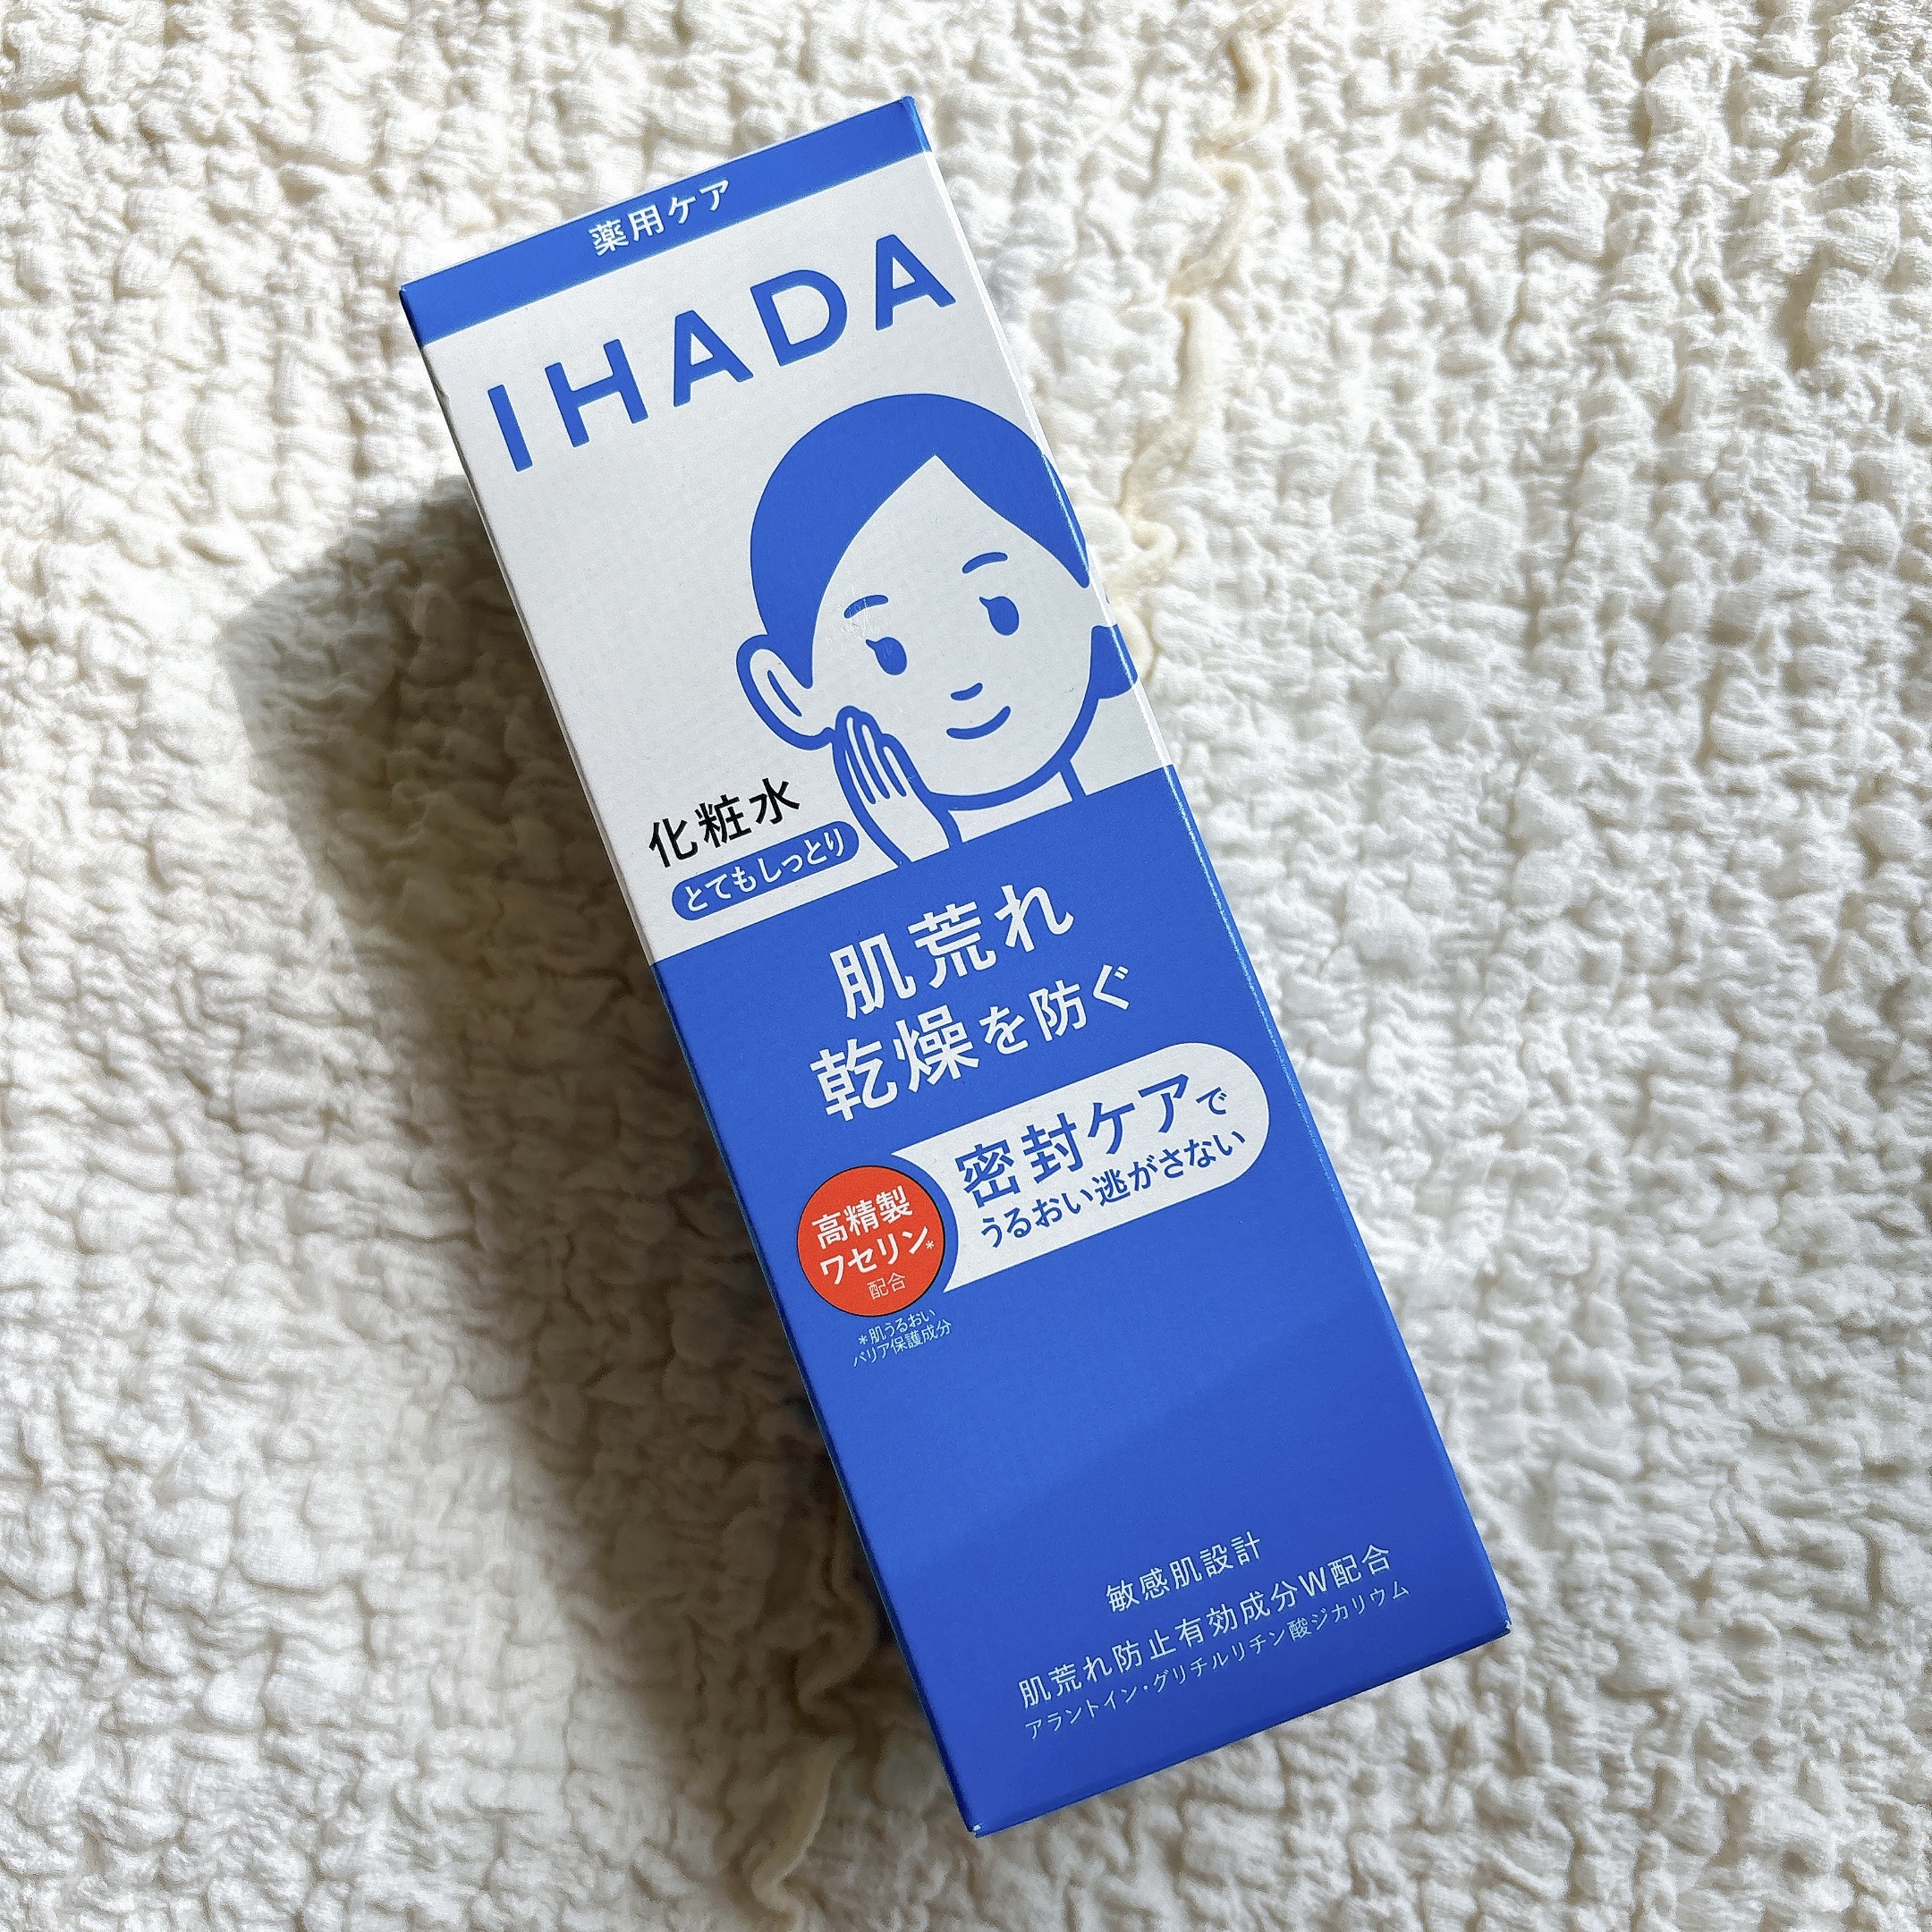 薬用ケア
IHADA
化粧水
とてもしっとり
肌荒れ
乾燥を防ぐ
密封ケアで
うるおい逃がさない
高精製
ワセリン*
配合
*肌うるおい
バリア保護成分
敏感肌設計
肌荒れ防止有効成分W配合
アラントイン・グリチルリチン酸ジカリウム